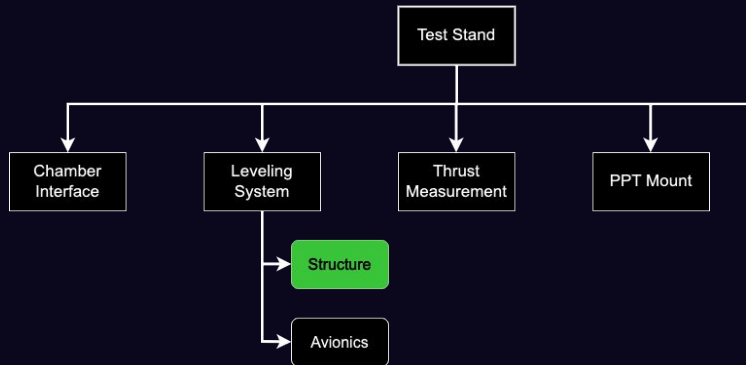 Test Stand
Chamber
Interface
Leveling
System
Thrust
Measurement
PPT Mount
Structure
Avionics